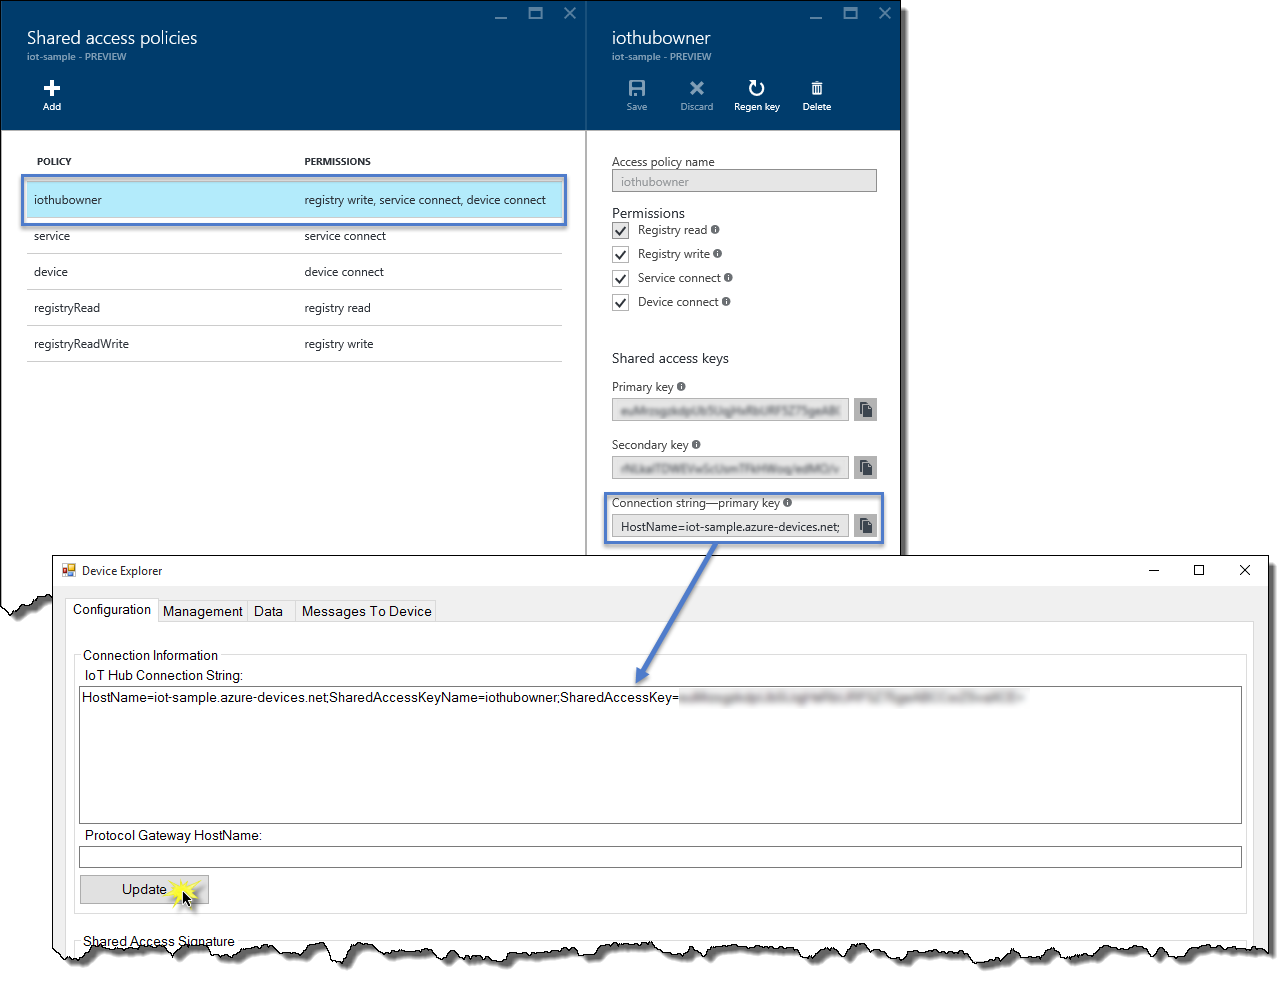 Shared access policies
iot-sample - PREVIEW
Add
POLICY PERMISSIONS
iothubowner registry write, service connect, device connect
service service connect
device device connect
registryRead registry read
registryReadWrite registry write
iothubowner
iot-sample - PREVIEW
Save Discard Regen key Delete
Access policy name
iothubowner
Permissions
Registry read
Registry write
Service connect
Device connect
Shared access keys
Primary key
Secondary key
Connection string—primary key
HostName=iot-sample.azure-devices.net;
Device Explorer
Configuration Management Data Messages To Device
Connection Information
IoT Hub Connection String:
HostName=iot-sample.azure-devices.net;SharedAccessKeyName=iothubowner;SharedAccessKey=
Protocol Gateway HostName:
Update
Shared Access Signature